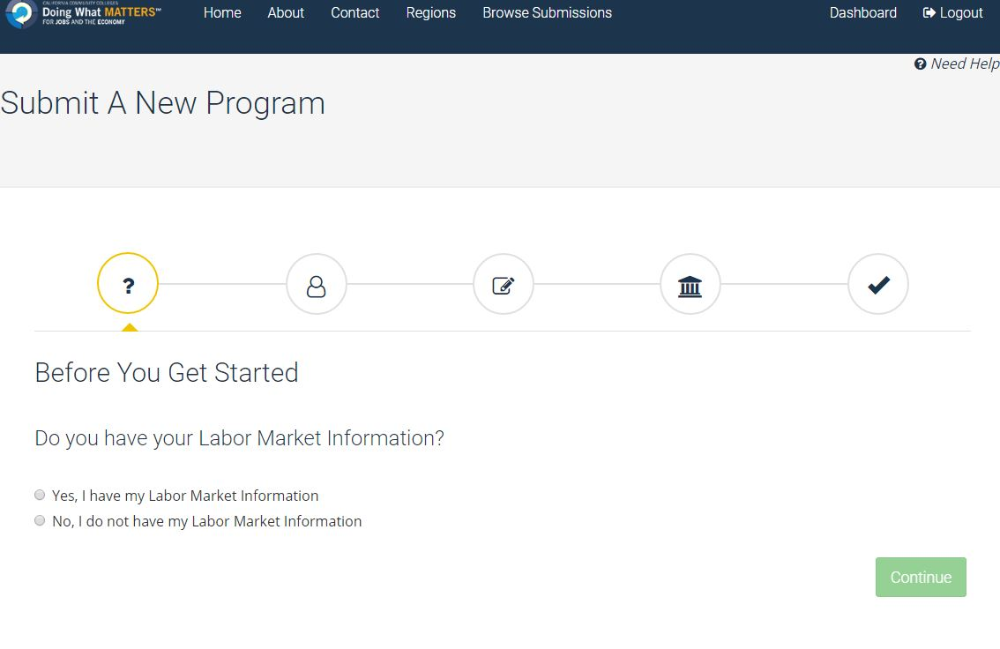 CALIFORNIA COMMUNITY COLLEGES
Doing What MATTERS™
FOR JOBS AND THE ECONOMY
Home About Contact Regions Browse Submissions Dashboard Logout
Need Help
Submit A New Program
?
Before You Get Started
Do you have your Labor Market Information?
Yes, I have my Labor Market Information
No, I do not have my Labor Market Information
Continue